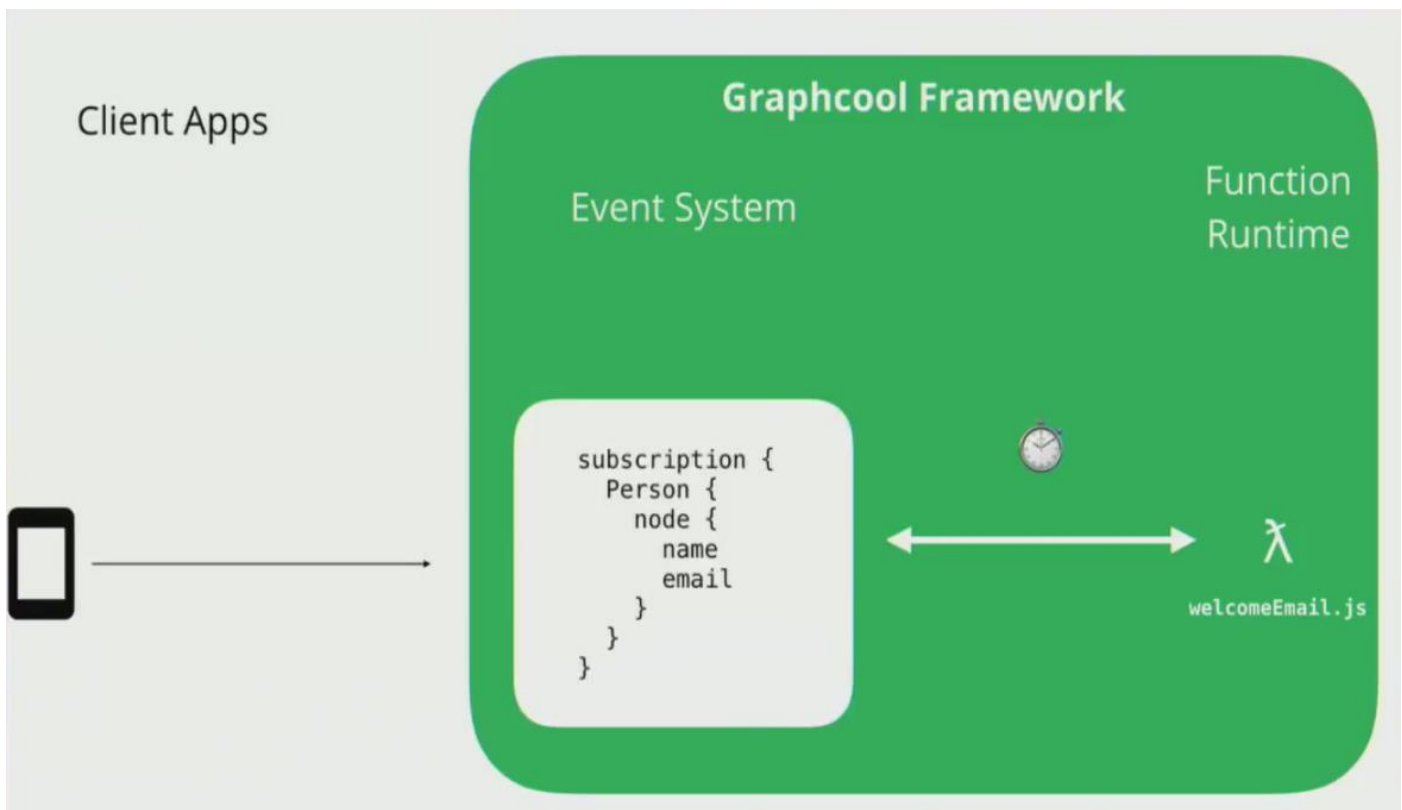 Client Apps
Graphcool Framework
Event System
Function
Runtime
subscription {
  Person {
    node {
      name
      email
    }
  }
}
λ
welcomeEmail.js